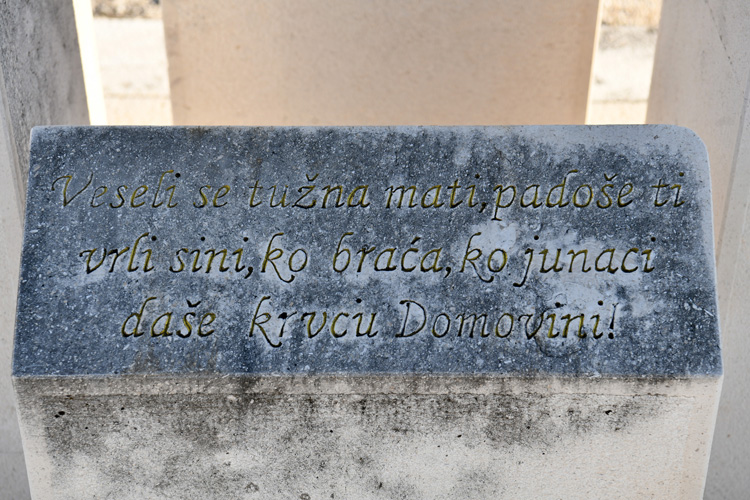 Veseli se tužna mati,padoše ti
vrli sini,ko braća,ko junaci
daše krvcu Domovini!